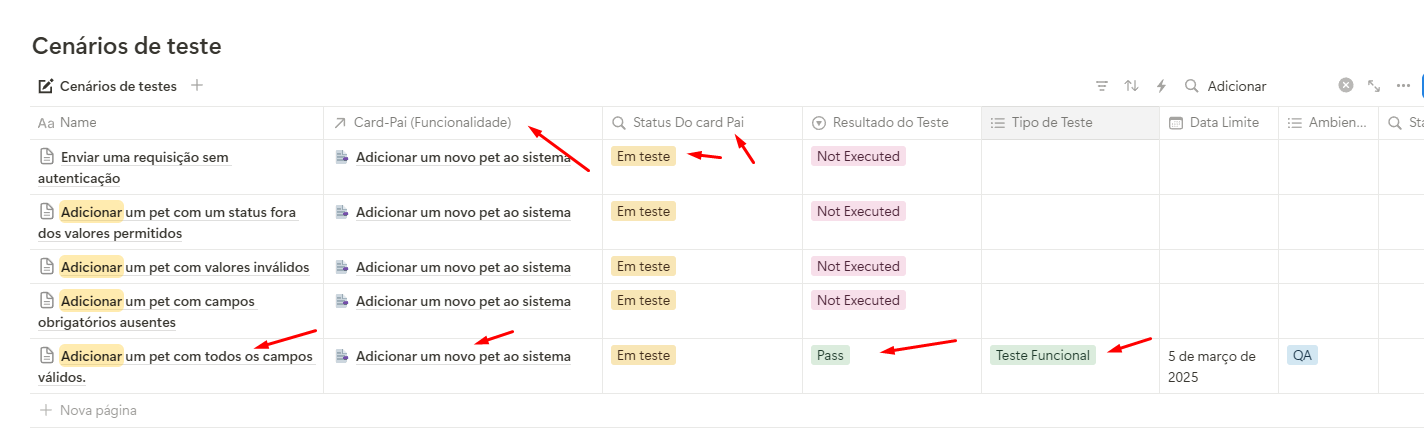 Cenários de teste
Cenários de testes
Adicionar
Aa Name
Card-Pai (Funcionalidade)
Status Do card Pai
Resultado do Teste
Tipo de Teste
Data Limite
Ambien...
Sta
Enviar uma requisição sem
autenticação
Adicionar um novo pet ao sistema
Em teste
Not Executed
Adicionar um pet com um status fora
dos valores permitidos
Adicionar um novo pet ao sistema
Em teste
Not Executed
Adicionar um pet com valores inválidos
Adicionar um novo pet ao sistema
Em teste
Not Executed
Adicionar um pet com campos
obrigatórios ausentes
Adicionar um novo pet ao sistema
Em teste
Not Executed
Adicionar um pet com todos os campos
válidos.
Adicionar um novo pet ao sistema
Em teste
Pass
Teste Funcional
5 de março de
2025
QA
Nova página